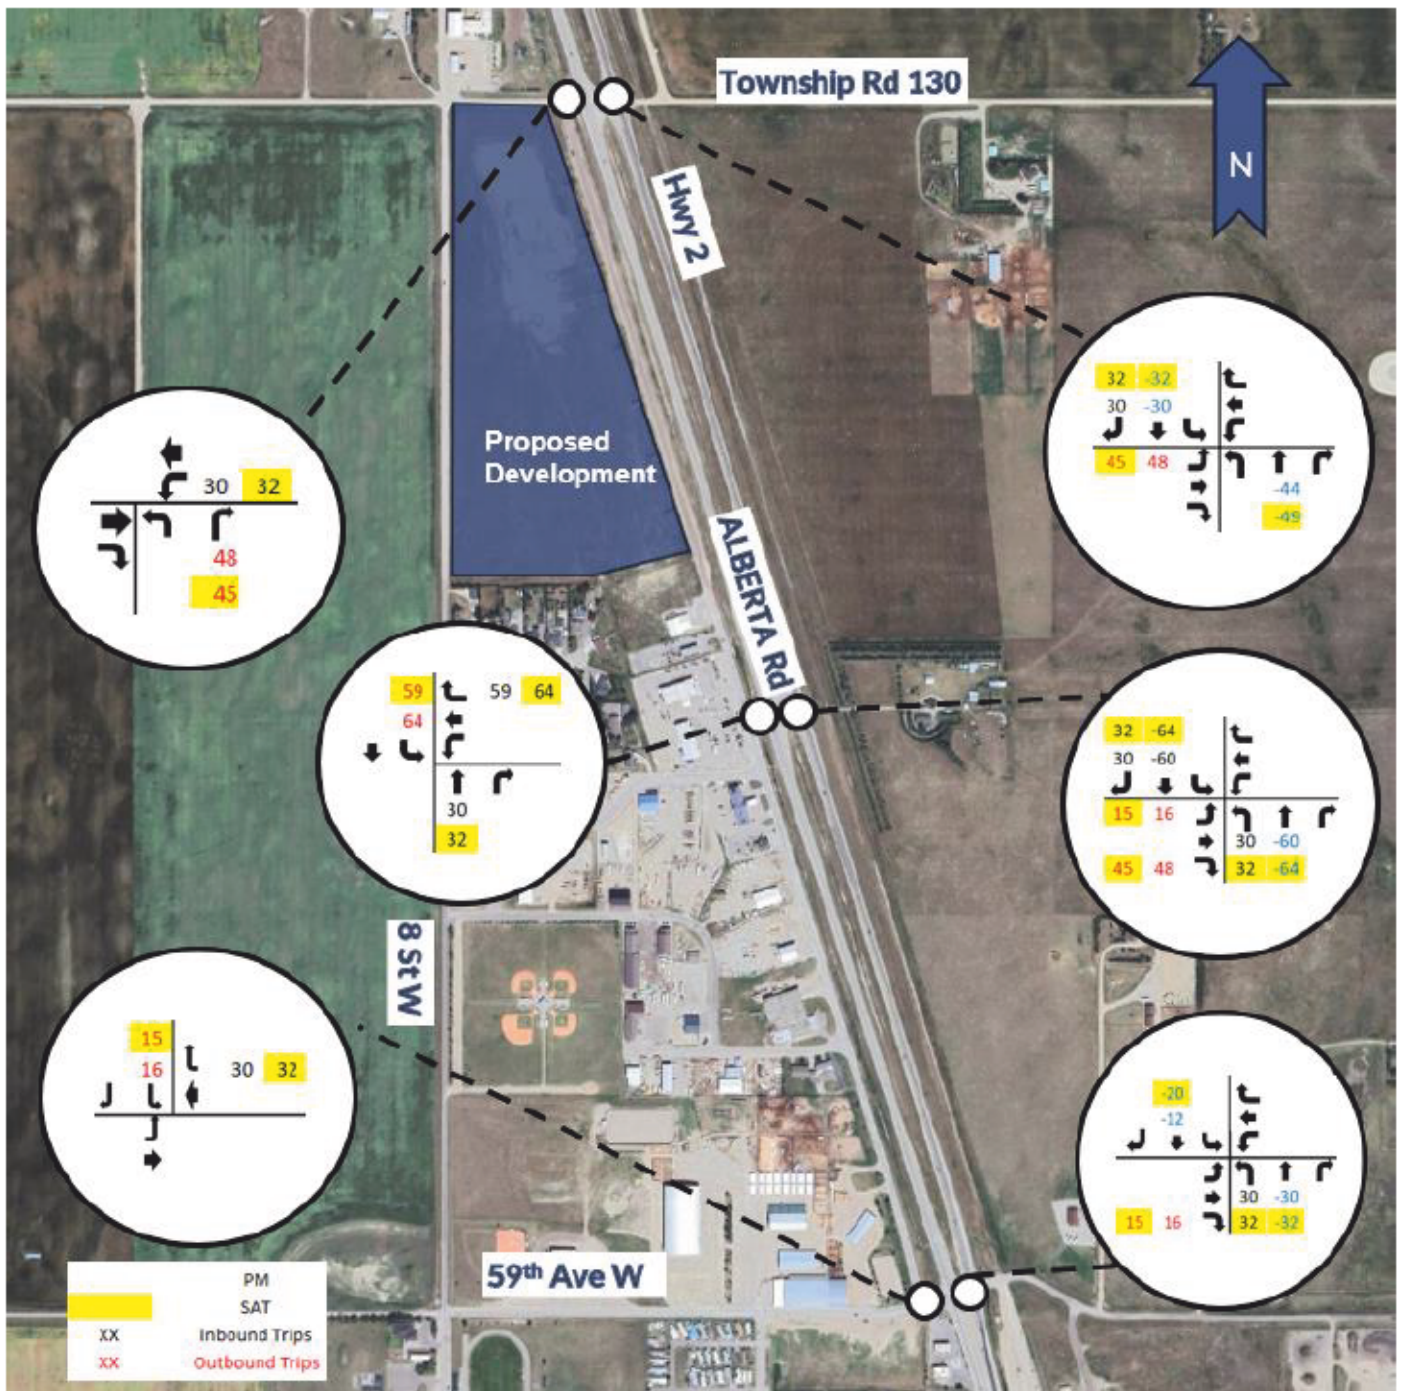 Township Rd 130
N
Hwy 2
32 -32
30 -30
45 48
-44
-49
Proposed
Development
30 32
48
45
ALBERTA Rd
59 59 64
64
30
32
32 -64
30 -60
15 16
30 -60
45 48 32 -64
8 St W
15
16 30 32
-20
-12
30 -30
15 16 32 -32
59th Ave W
PM
SAT
XX Inbound Trips
XX Outbound Trips